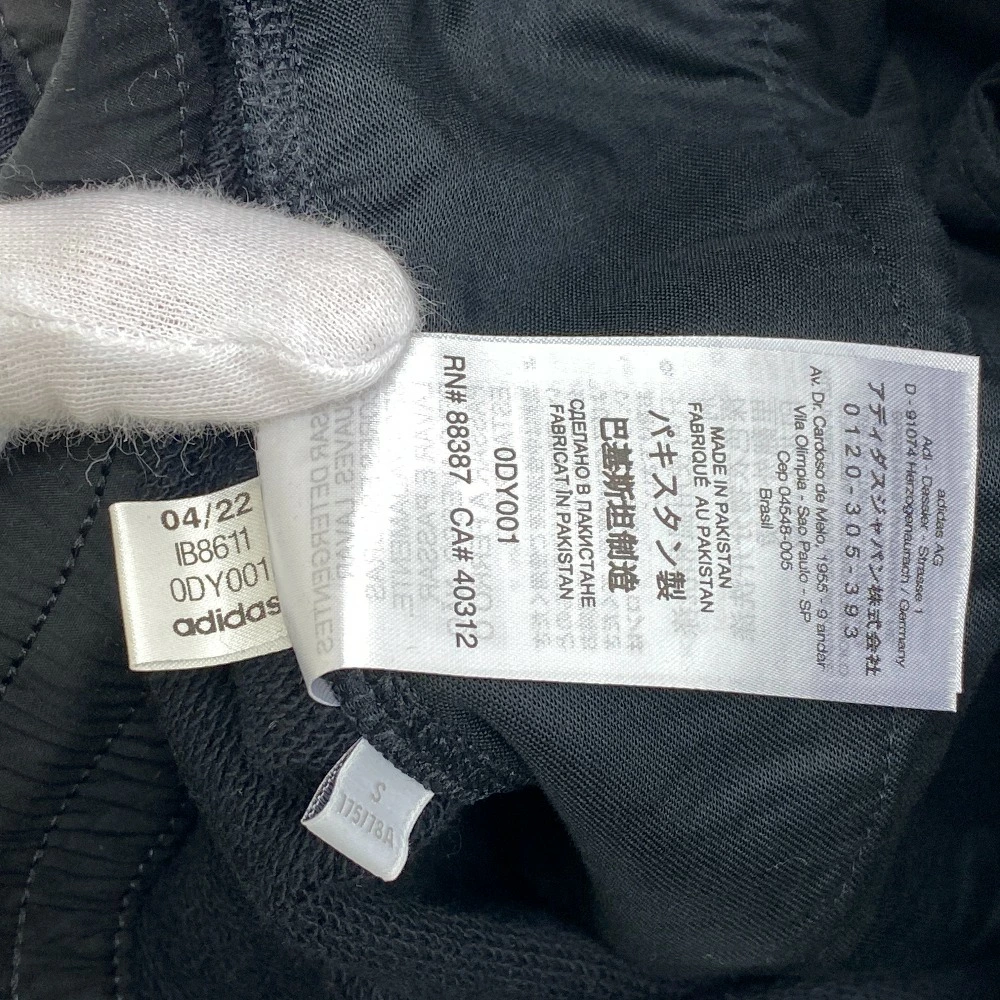 adidas AG
Adi - Dassler - Strasse 1
D - 91074 Herzogenaurach / Germany
アディダスジャパン株式会社
0120-305-393
Av. Dr. Cardoso de Melo, 1955 - 9 andar
Vila Olimpia - Sao Paulo - SP
Cep 04548-005
Brasil
MADE IN PAKISTAN
FABRIQUÉ AU PAKISTAN
パキスタン製
巴基斯坦制造
СДЕЛАНО В ПАКИСТАНЕ
FABRICAT ÎN PAKISTAN
0DY001
RN# 88387 CA# 40312
04/22
IB8611
0DY001
adidas
S
175/78A